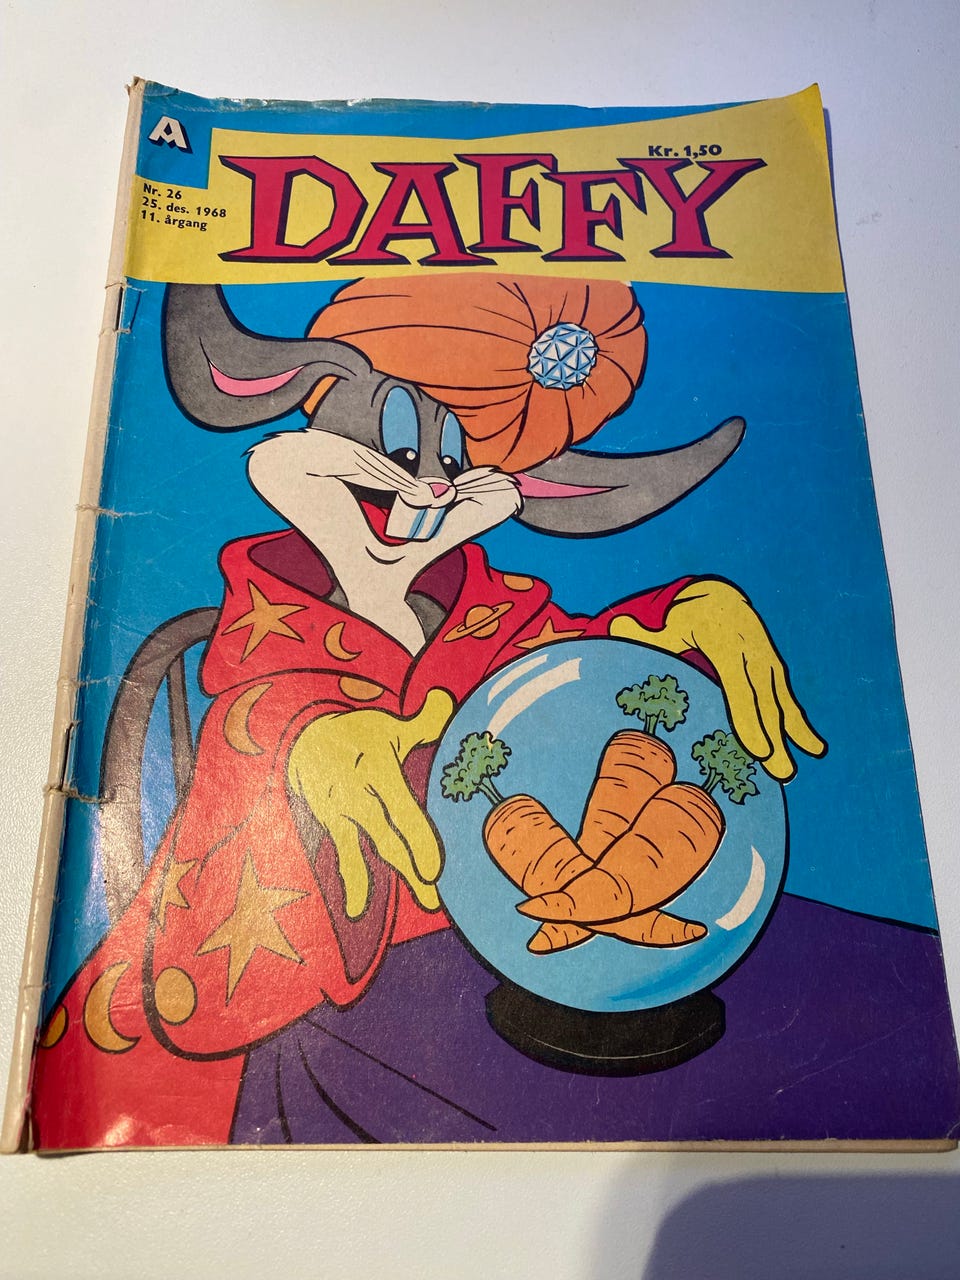 A
DAFFY
Kr. 1,50
Nr. 26
25. des. 1968
11. årgang